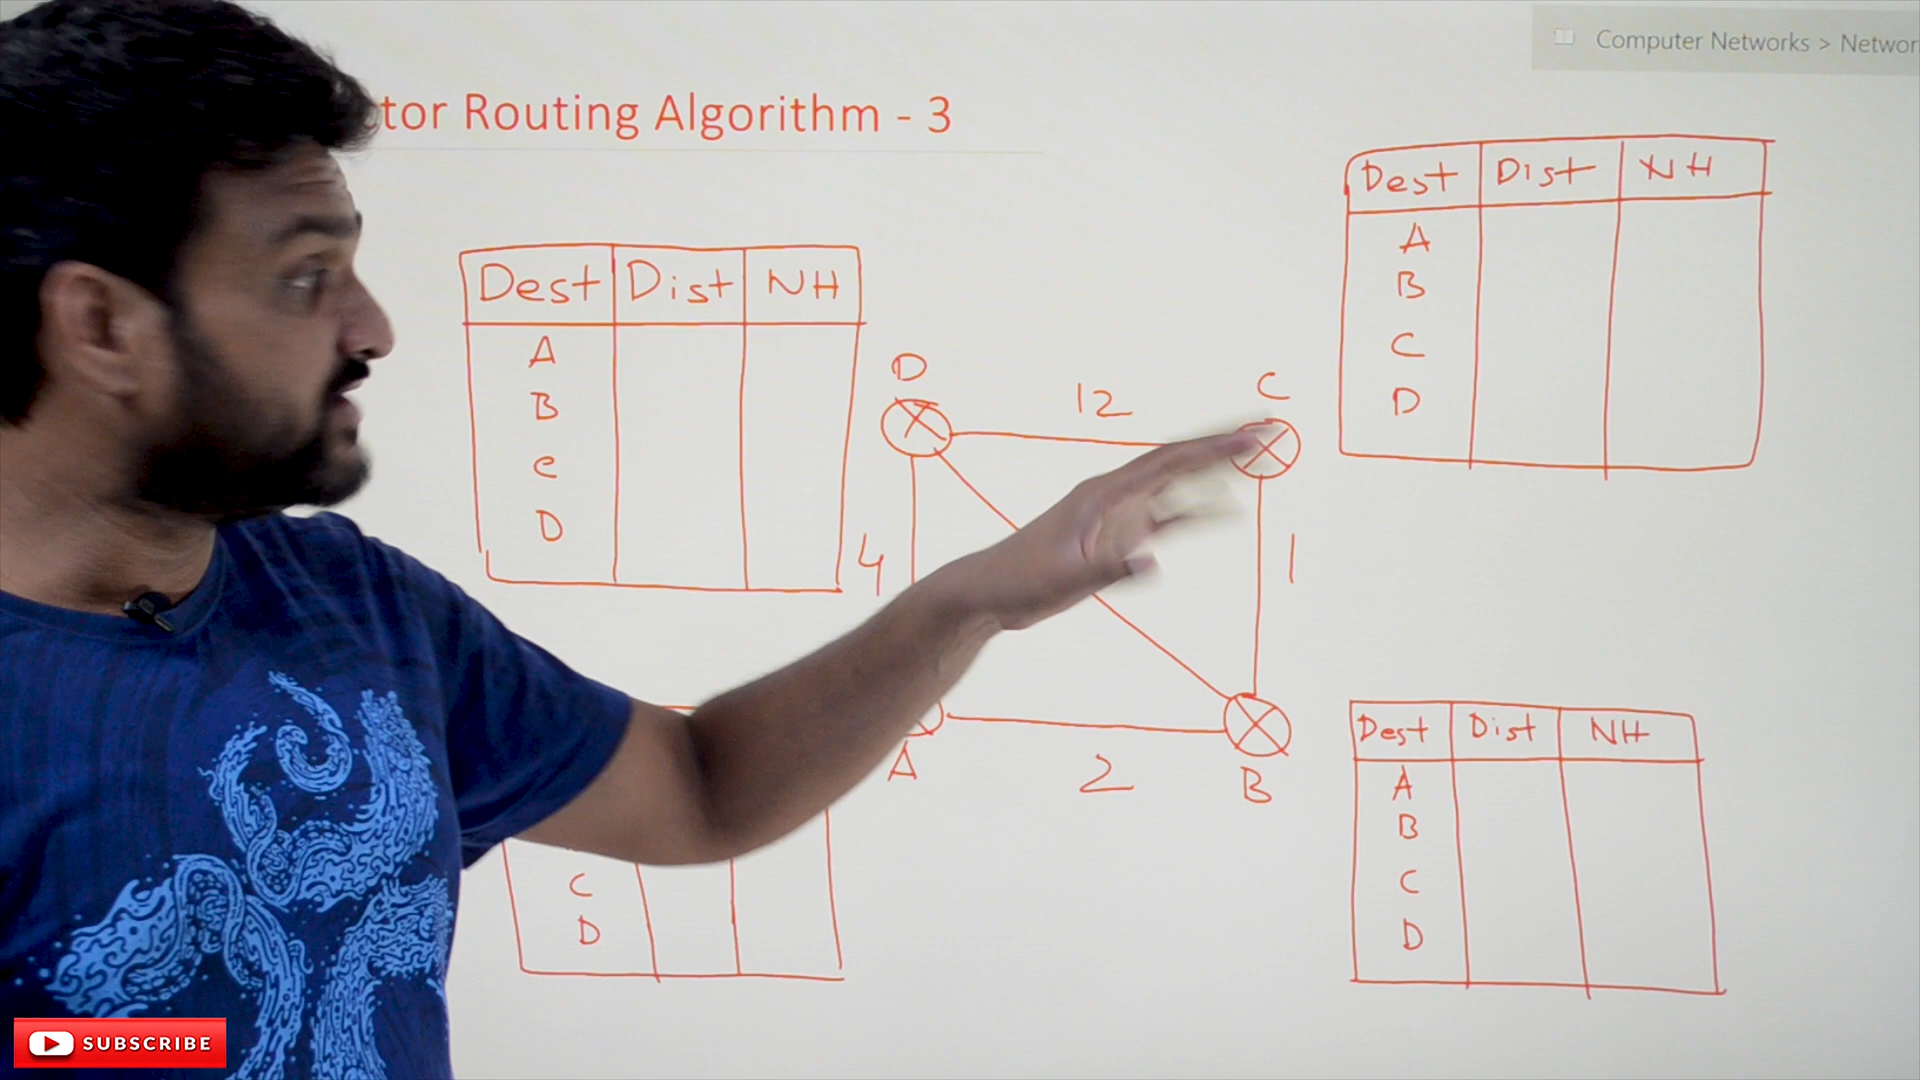 Computer Networks > Networ
ctor Routing Algorithm - 3
Dest Dist NH
A
B
C
D
Dest Dist NH
A
B
C
D
D
12
C
4
1
A
2
B
C
D
Dest Dist NH
A
B
C
D
SUBSCRIBE